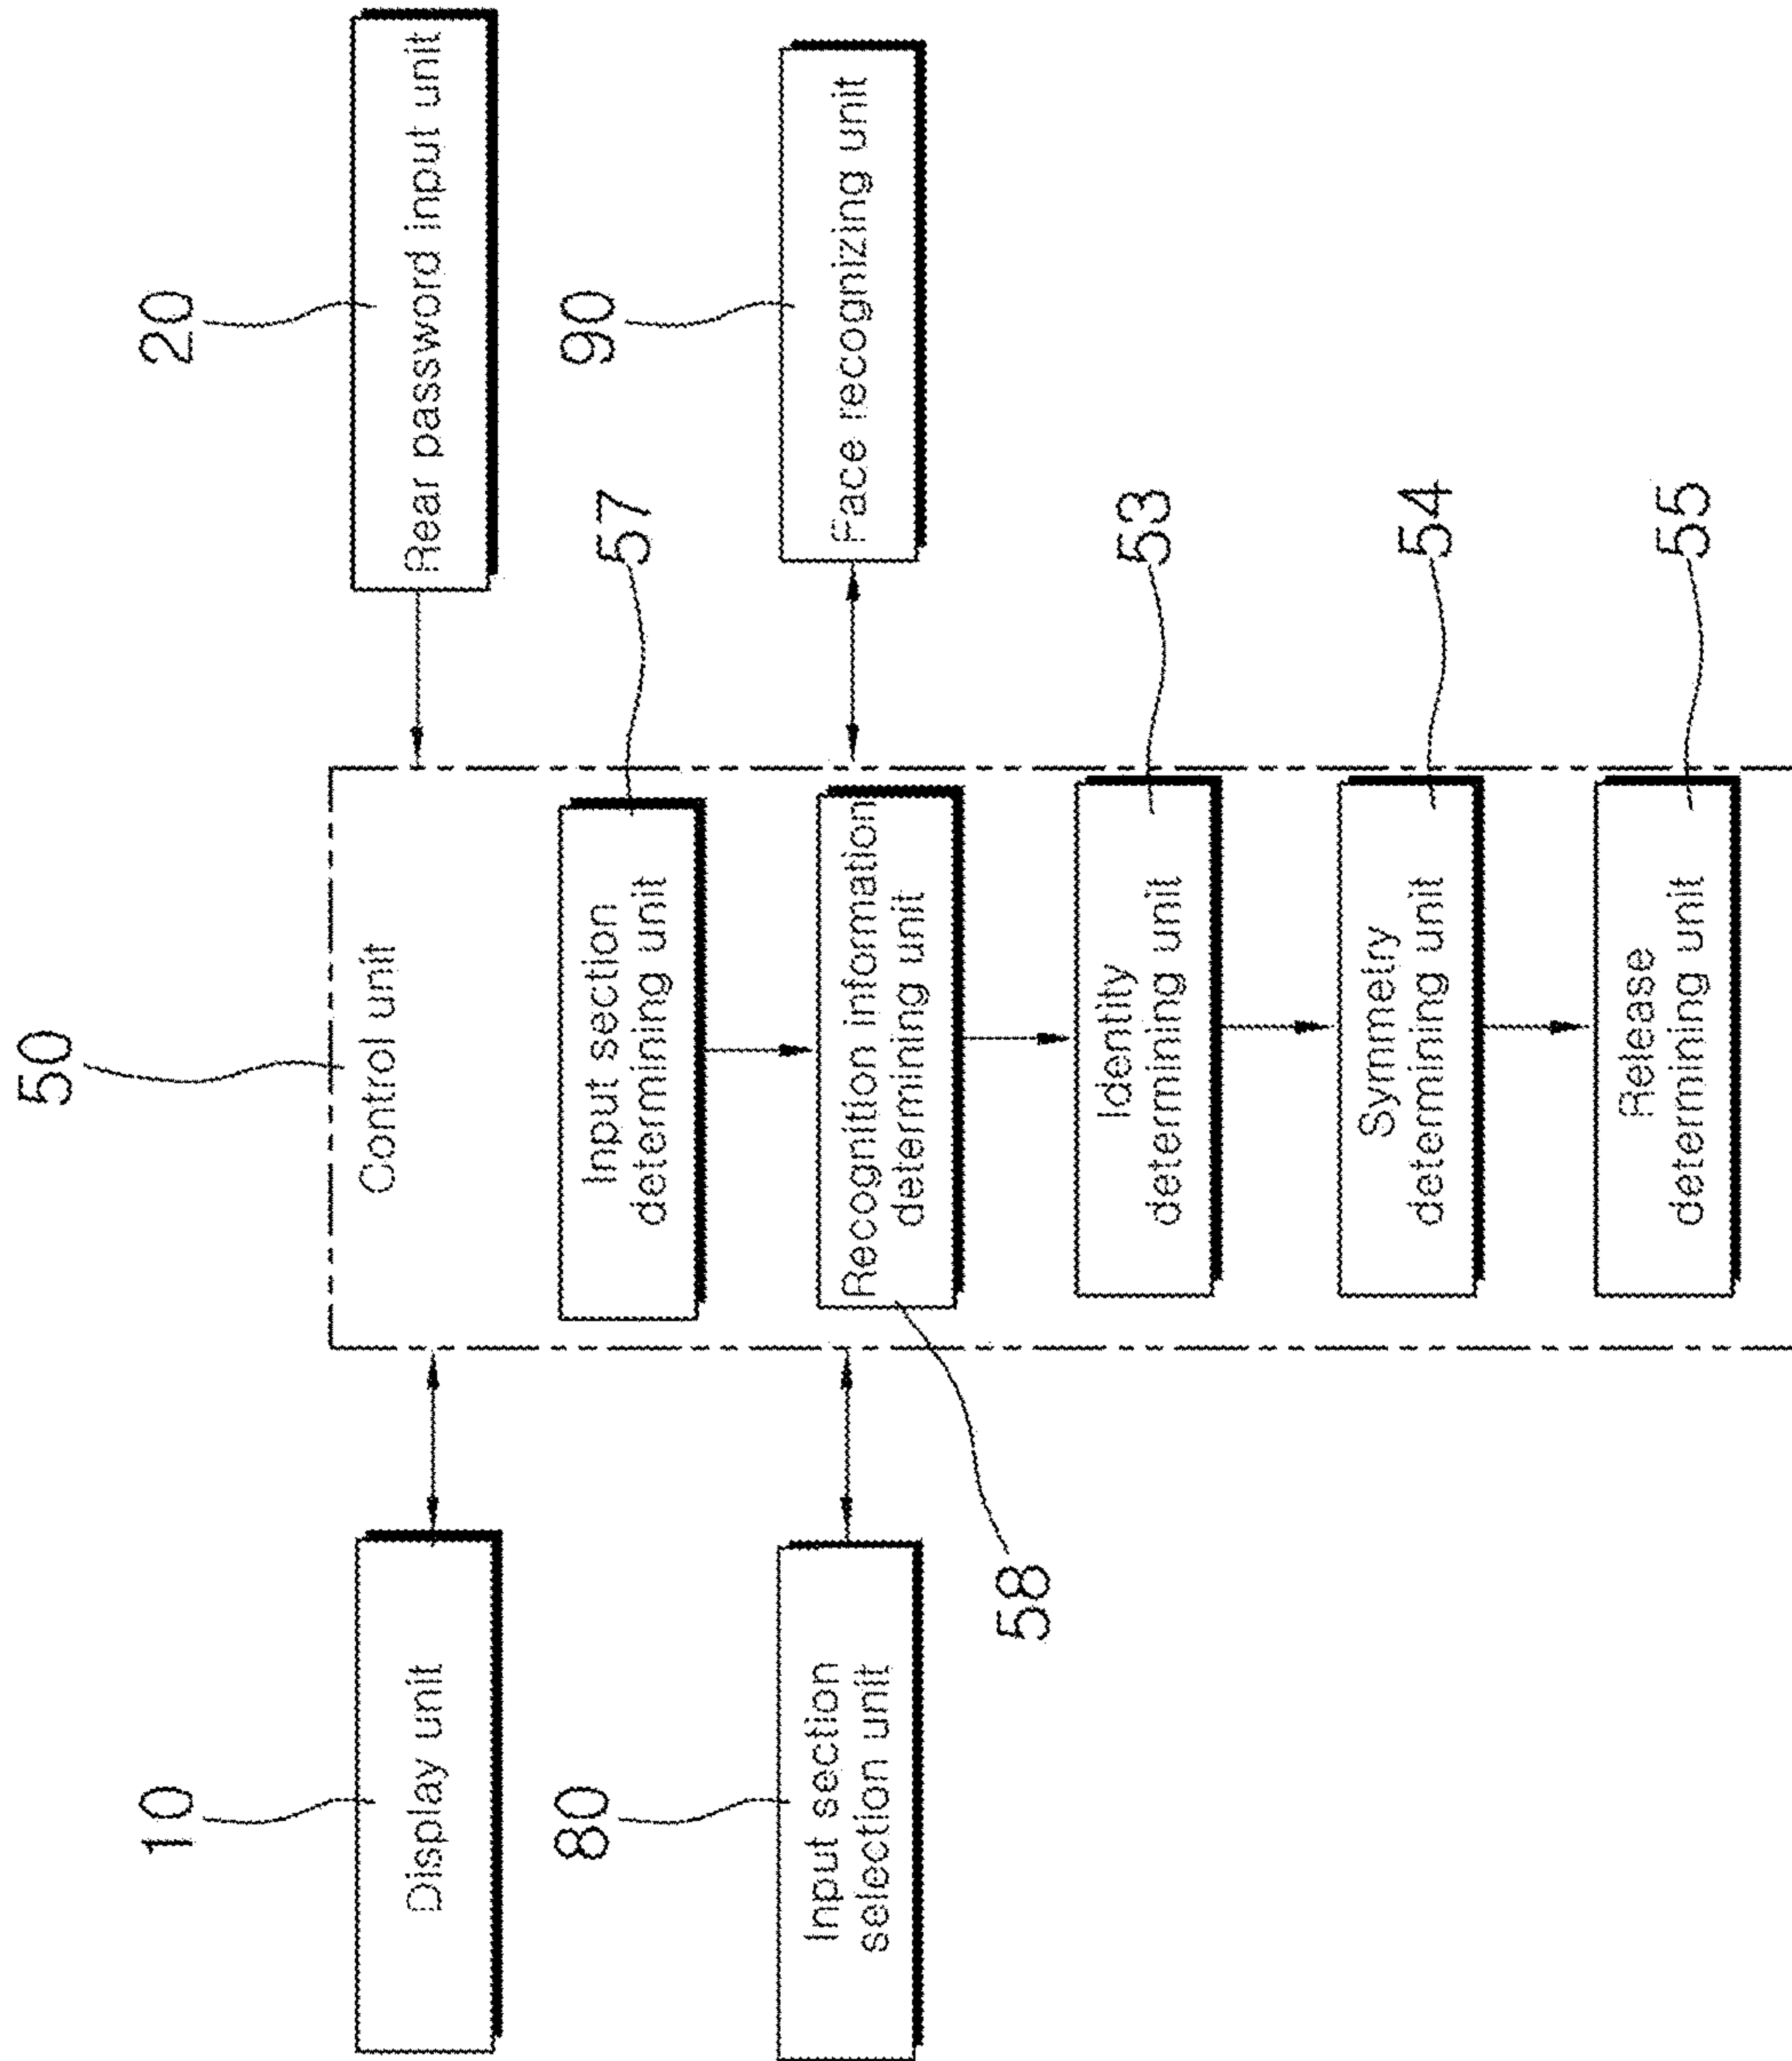 50
Control unit
10
Display unit
20
Rear password input unit
80
Input section
selection unit
90
Face recognizing unit
57
Input section
determining unit
58
Recognition information
determining unit
53
Identity
determining unit
54
Symmetry
determining unit
55
Release
determining unit